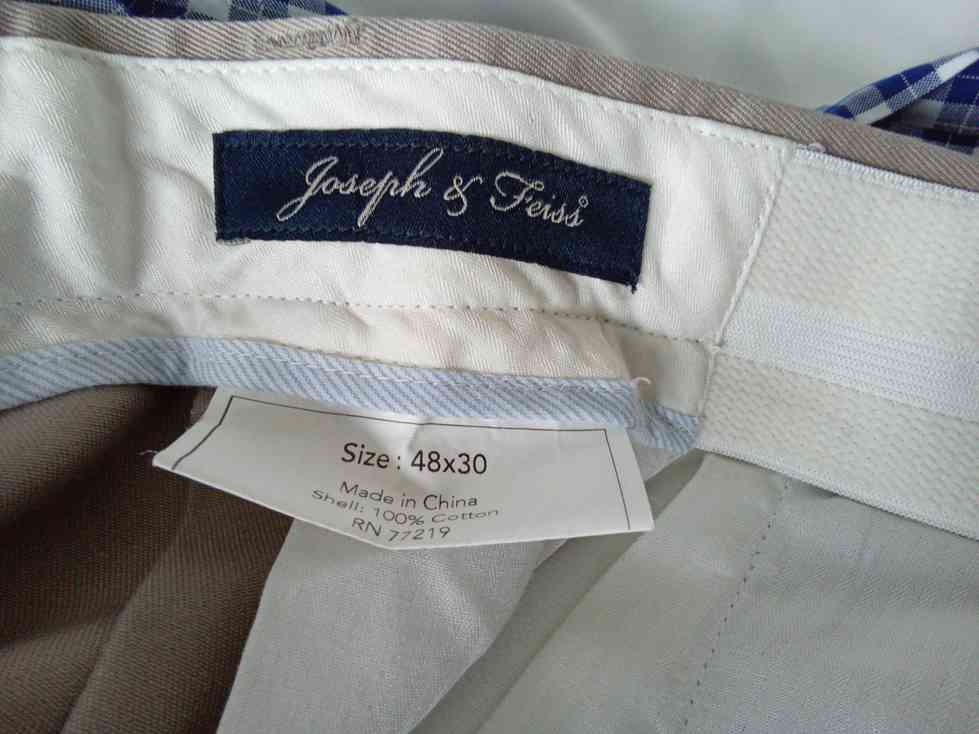 Joseph & Feiss®
Size : 48x30
Made in China
Shell: 100% Cotton
RN 77219